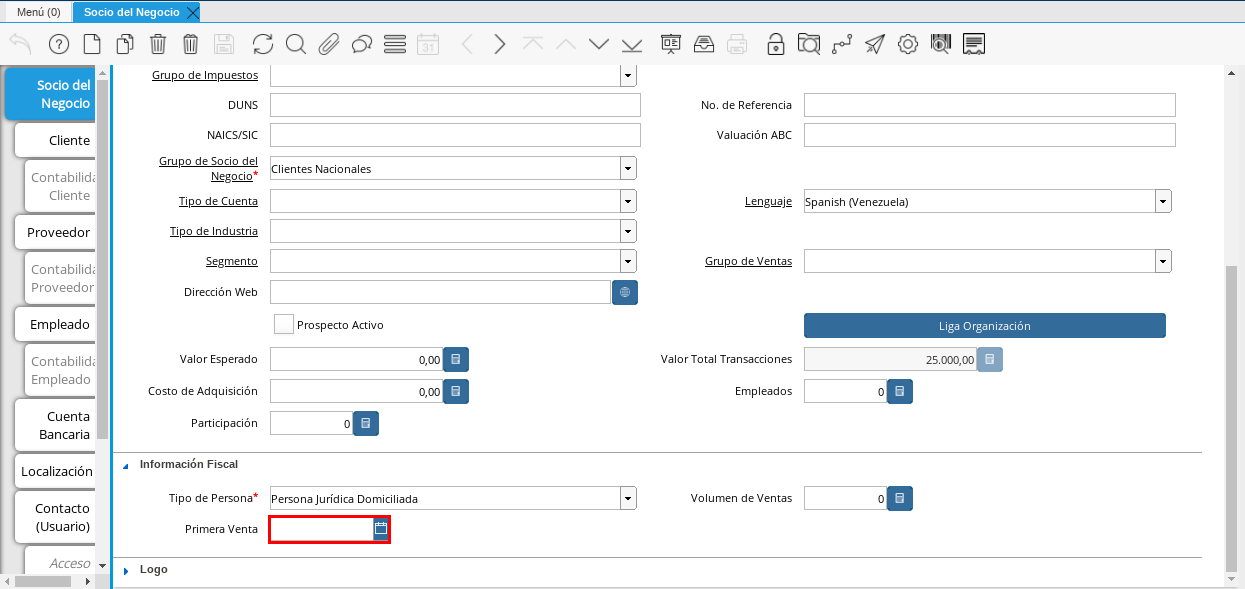 Menú (0)
Socio del Negocio
31
Socio del
Negocio
Cliente
Contabilida
Cliente
Proveedor
Contabilida
Proveedor
Empleado
Contabilida
Empleado
Cuenta
Bancaria
Localización
Contacto
(Usuario)
Acceso
Grupo de Impuestos
DUNS
No. de Referencia
NAICS/SIC
Valuación ABC
Grupo de Socio del
Negocio*
Clientes Nacionales
Tipo de Cuenta
Lenguaje
Spanish (Venezuela)
Tipo de Industria
Segmento
Grupo de Ventas
Dirección Web
Prospecto Activo
Liga Organización
Valor Esperado
0,00
Valor Total Transacciones
25.000,00
Costo de Adquisición
0,00
Empleados
0
Participación
0
Información Fiscal
Tipo de Persona*
Persona Jurídica Domiciliada
Volumen de Ventas
0
Primera Venta
Logo